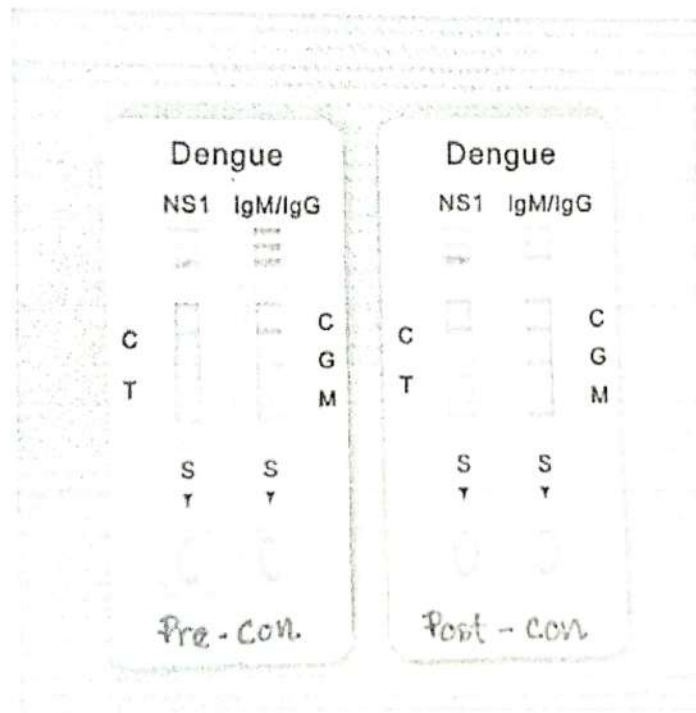 Dengue
NS1 IgM/IgG
C
T
C
G
M
S S
Pre - Con.
Dengue
NS1 IgM/IgG
C
T
C
G
M
S S
Post - Con